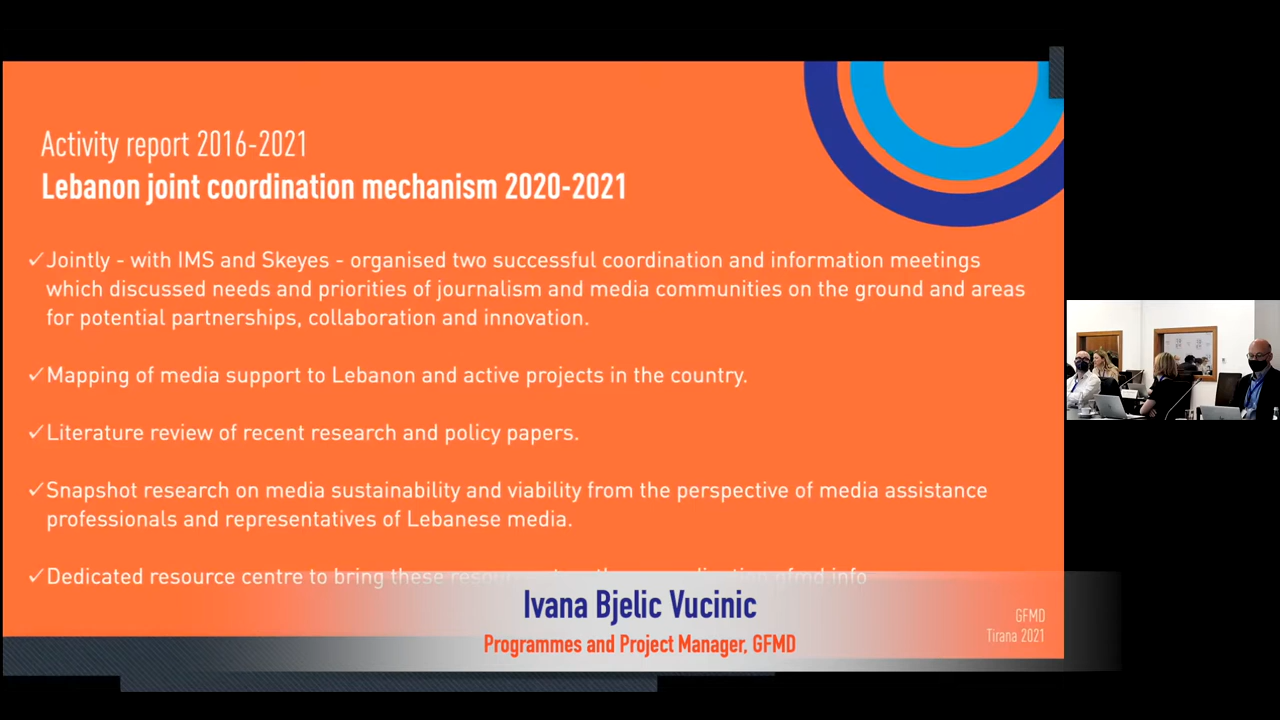 Activity report 2016-2021
Lebanon joint coordination mechanism 2020-2021
✓Jointly - with IMS and Skeyes - organised two successful coordination and information meetings
which discussed needs and priorities of journalism and media communities on the ground and areas
for potential partnerships, collaboration and innovation.
✓Mapping of media support to Lebanon and active projects in the country.
✓Literature review of recent research and policy papers.
✓Snapshot research on media sustainability and viability from the perspective of media assistance
professionals and representatives of Lebanese media.
✓Dedicated resource centre to bring these gfmd.info
Ivana Bjelic Vucinic
Programmes and Project Manager, GFMD
GFMD
Tirana 2021